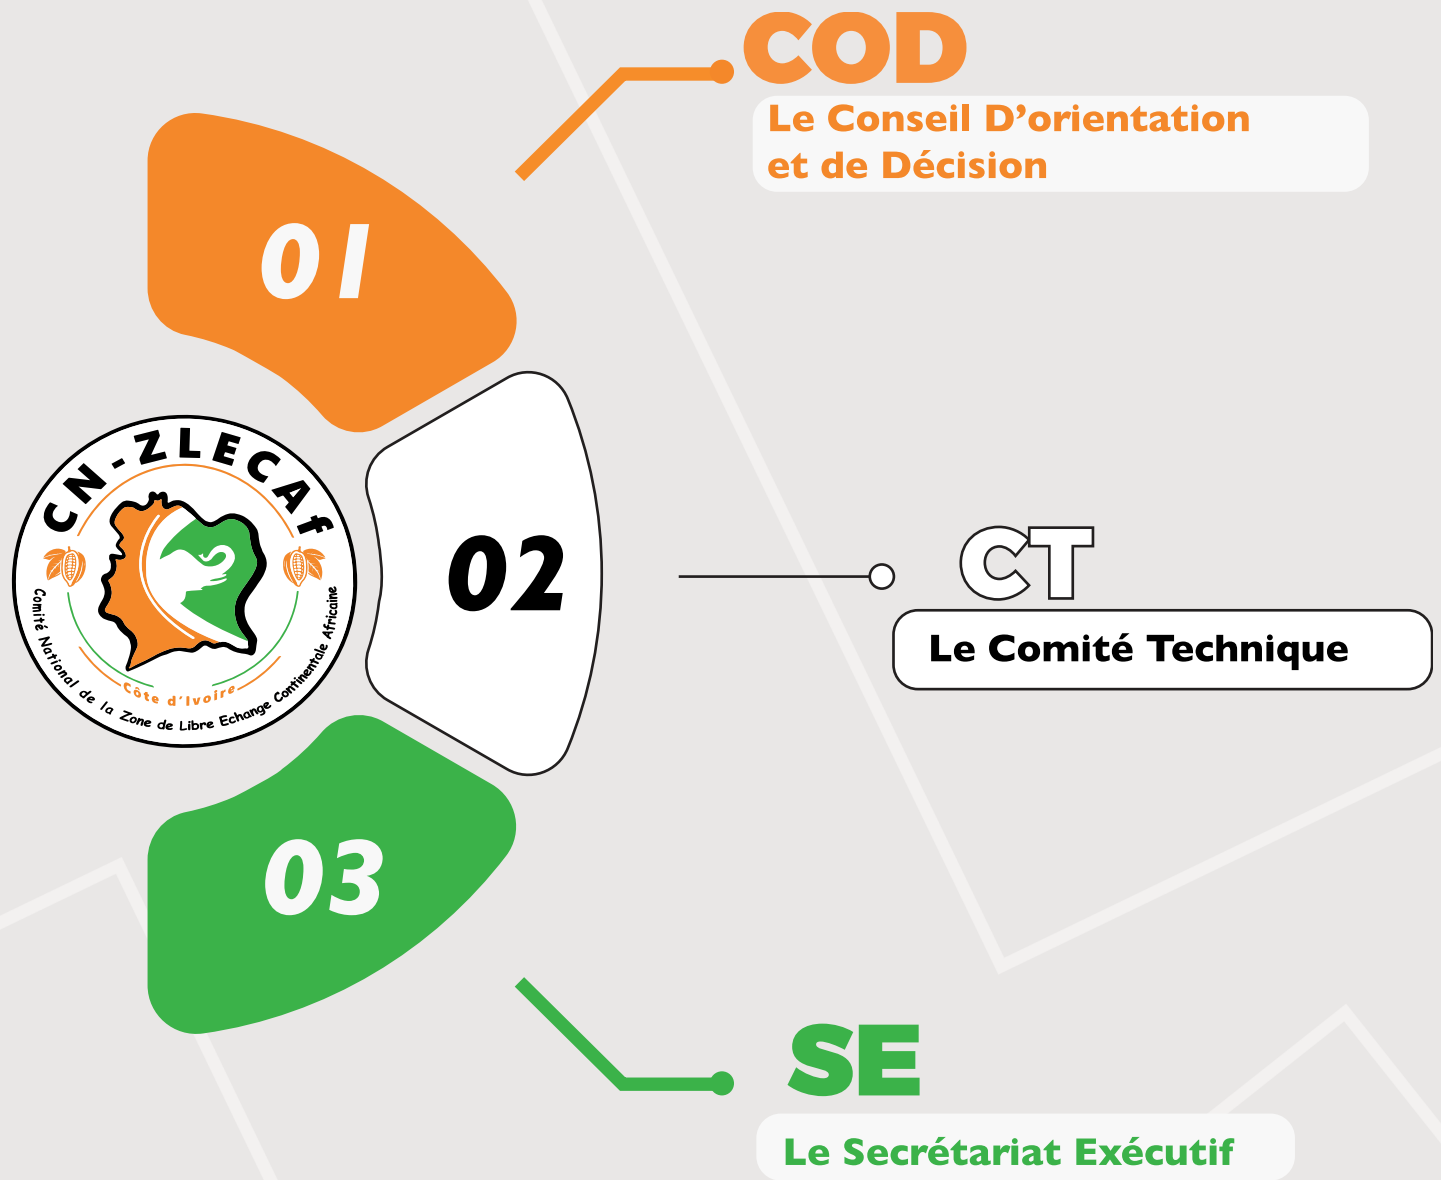 COD
Le Conseil D’orientation
et de Décision
01
CN-ZLECAf
Côte d'Ivoire
Comité National de la Zone de Libre Echange Continentale Africaine
02
CT
Le Comité Technique
03
SE
Le Secrétariat Exécutif